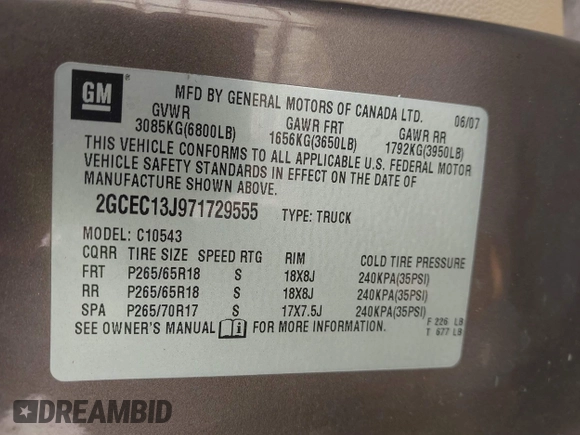 GM
MFD BY GENERAL MOTORS OF CANADA LTD. 06/07
GVWR GAWR FRT GAWR RR
3085KG(6800LB) 1656KG(3650LB) 1792KG(3950LB)
THIS VEHICLE CONFORMS TO ALL APPLICABLE U.S. FEDERAL MOTOR
VEHICLE SAFETY STANDARDS IN EFFECT ON THE DATE OF
MANUFACTURE SHOWN ABOVE.
2GCEC13J971729555 TYPE: TRUCK
MODEL: C10543
CQRR TIRE SIZE SPEED RTG RIM COLD TIRE PRESSURE
FRT P265/65R18 S 18X8J 240KPA(35PSI)
RR P265/65R18 S 18X8J 240KPA(35PSI)
SPA P265/70R17 S 17X7.5J 240KPA(35PSI)
SEE OWNER'S MANUAL FOR MORE INFORMATION.
F 226 LB
T 677 LB
DREAMBID